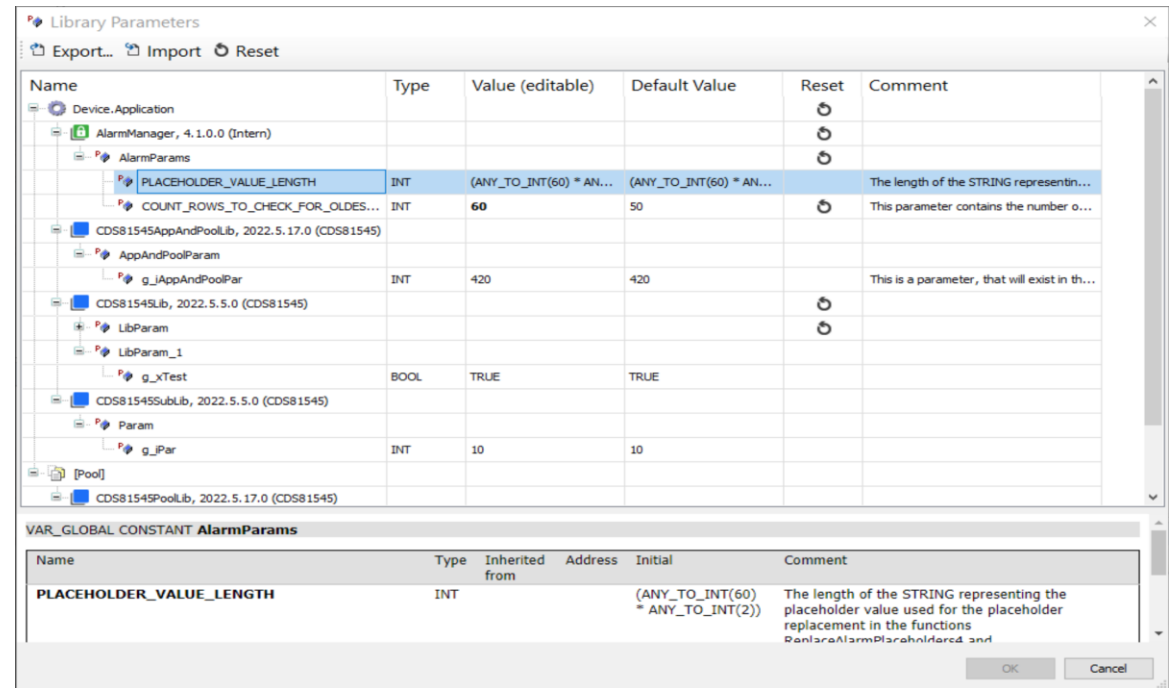 Library Parameters
Export... Import Reset
Name Type Value (editable) Default Value Reset Comment
Device.Application
AlarmManager, 4.1.0.0 (Intern)
AlarmParams
PLACEHOLDER_VALUE_LENGTH INT (ANY_TO_INT(60) * AN... (ANY_TO_INT(60) * AN... The length of the STRING representin...
COUNT_ROWS_TO_CHECK_FOR_OLDES... INT 60 50 This parameter contains the number o...
CDS81545AppAndPoolLib, 2022.5.17.0 (CDS81545)
AppAndPoolParam
g_iAppAndPoolPar INT 420 420 This is a parameter, that will exist in th...
CDS81545Lib, 2022.5.5.0 (CDS81545)
LibParam
LibParam_1
g_xTest BOOL TRUE TRUE
CDS81545SubLib, 2022.5.5.0 (CDS81545)
Param
g_iPar INT 10 10
[Pool]
CDS81545PoolLib, 2022.5.17.0 (CDS81545)
VAR_GLOBAL CONSTANT AlarmParams
Name Type Inherited from Address Initial Comment
PLACEHOLDER_VALUE_LENGTH INT (ANY_TO_INT(60) The length of the STRING representing the
* ANY_TO_INT(2)) placeholder value used for the placeholder
replacement in the functions
ReplaceAlarmPlaceholders4 and
OK Cancel